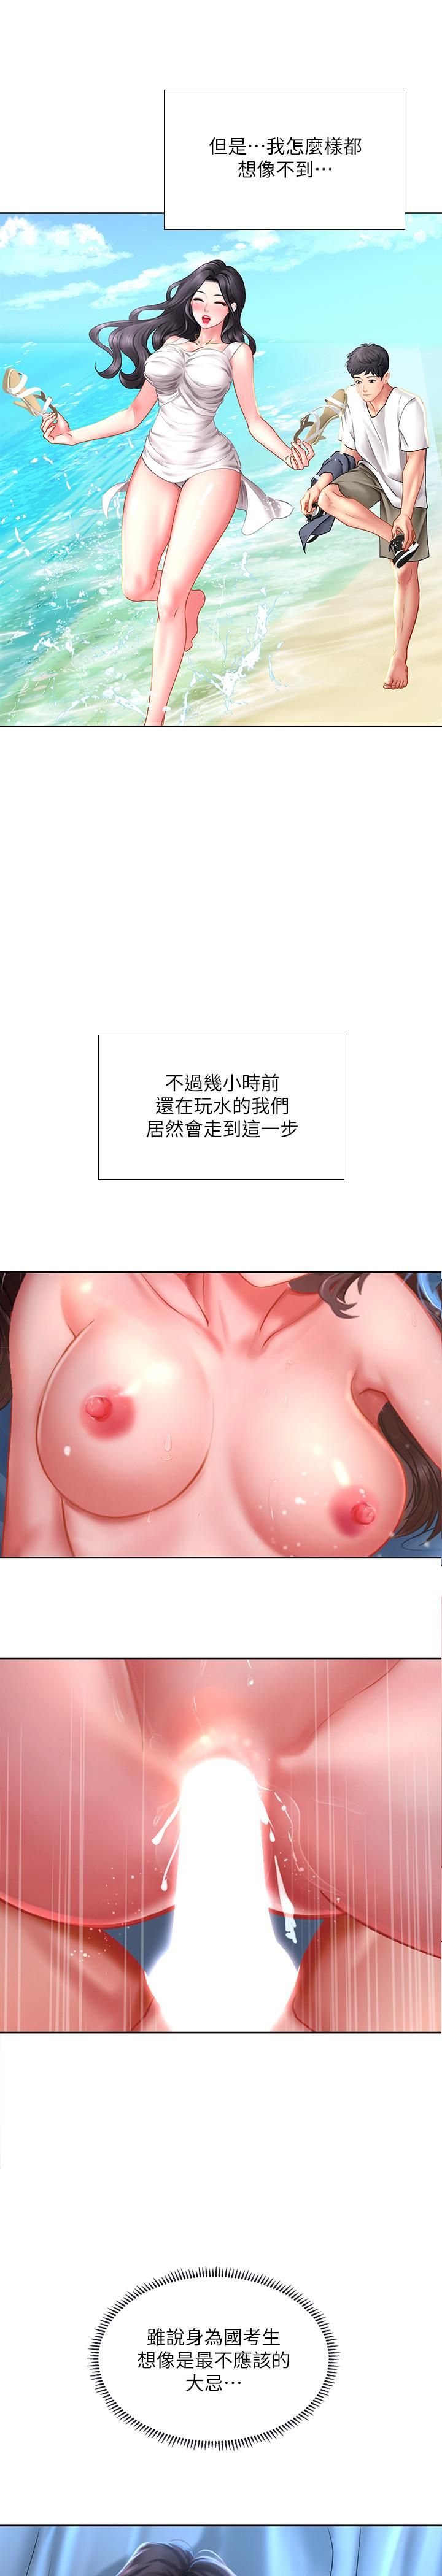 但是⋯我怎麼樣都
想像不到⋯
不過幾小時前
還在玩水的我們
居然會走到這一步
雖說身為國考生
想像是最不應該的
大忌⋯